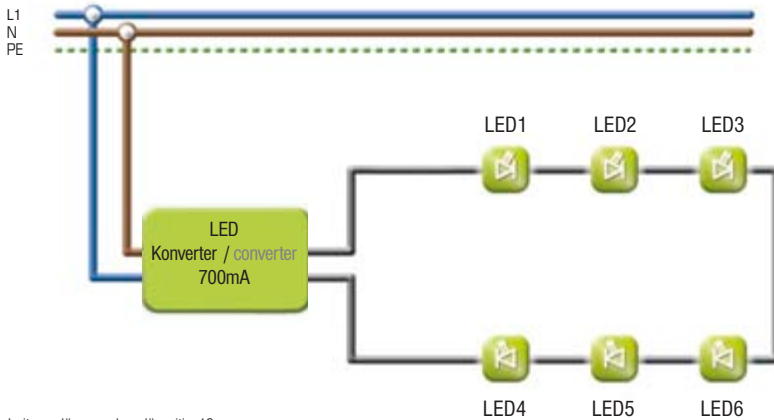 L1
N
PE
LED1 LED2 LED3
LED
Konverter / converter
700mA
LED4 LED5 LED6